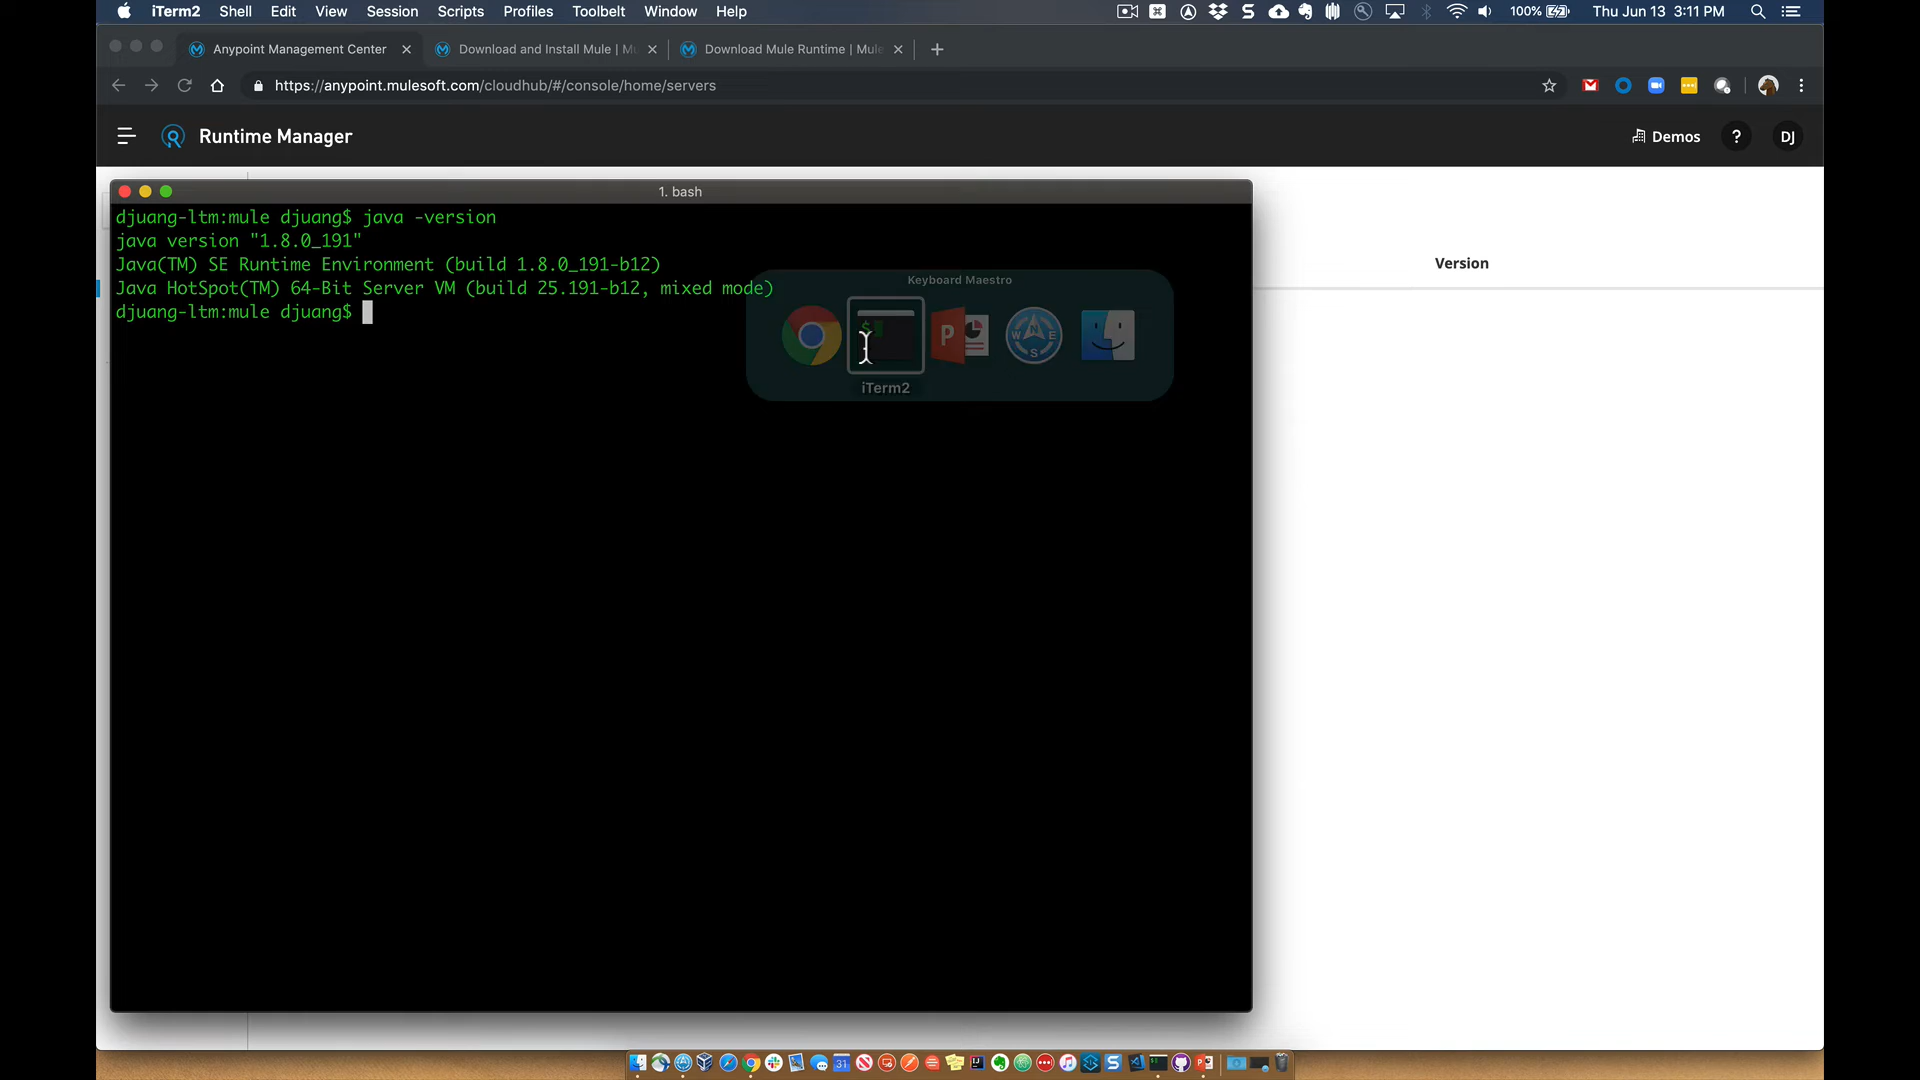 iTerm2 Shell Edit View Session Scripts Profiles Toolbelt Window Help 100% Thu Jun 13 3:11 PM
Anypoint Management Center Download and Install Mule | Mu Download Mule Runtime | Mule
https://anypoint.mulesoft.com/cloudhub/#/console/home/servers
Runtime Manager Demos ? DJ
1. bash
djuang-ltm:mule djuang$ java -version
java version "1.8.0_191"
Java(TM) SE Runtime Environment (build 1.8.0_191-b12)
Java HotSpot(TM) 64-Bit Server VM (build 25.191-b12, mixed mode)
djuang-ltm:mule djuang$
Version
Keyboard Maestro
iTerm2